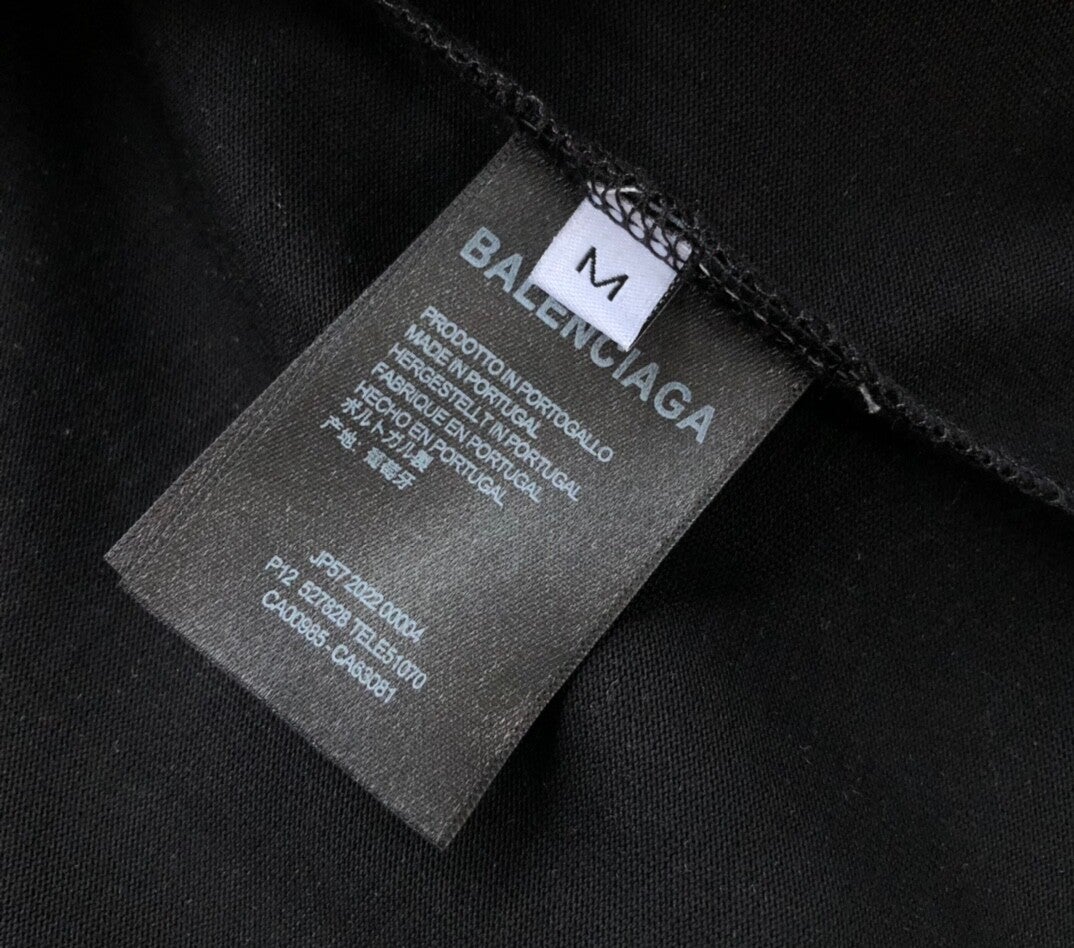 M
BALENCIAGA
PRODOTTO IN PORTOGALLO
MADE IN PORTUGAL
HERGESTELLT IN PORTUGAL
FABRIQUE EN PORTUGAL
HECHO EN PORTUGAL
ポルトガル製
产地: 葡萄牙
JP57 2022 00004
P12 527828 TELE51070
CA00985 - CA63081